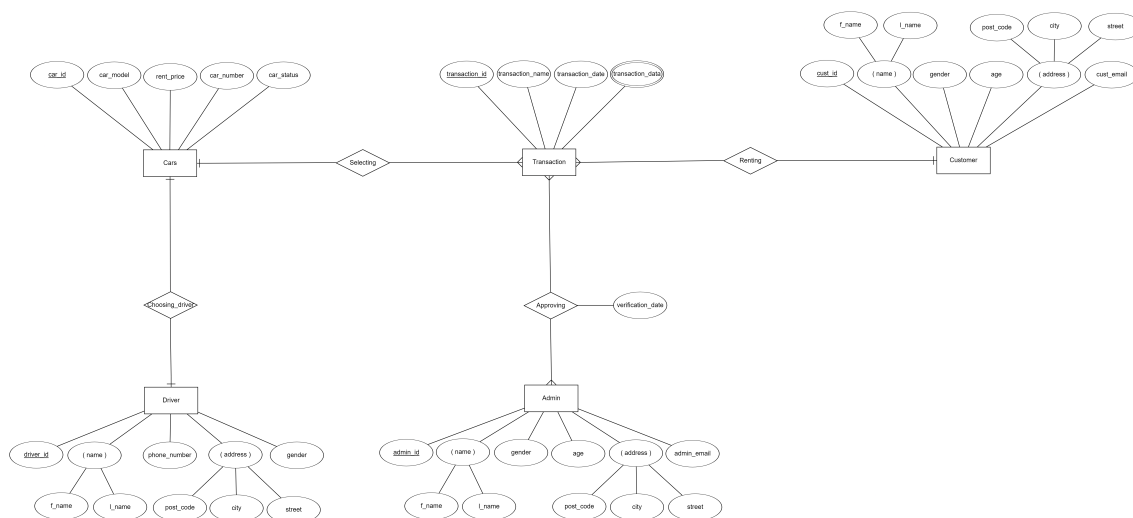 f_name
l_name
post_code
city
street
car_id
car_model
rent_price
car_number
car_status
transaction_id
transaction_name
transaction_date
transaction_data
cust_id
( name )
gender
age
( address )
cust_email
Cars
Selecting
Transaction
Renting
Customer
Choosing_driver
Approving
verification_date
Driver
Admin
driver_id
( name )
phone_number
( address )
gender
admin_id
( name )
gender
age
( address )
admin_email
f_name
l_name
post_code
city
street
f_name
l_name
post_code
city
street